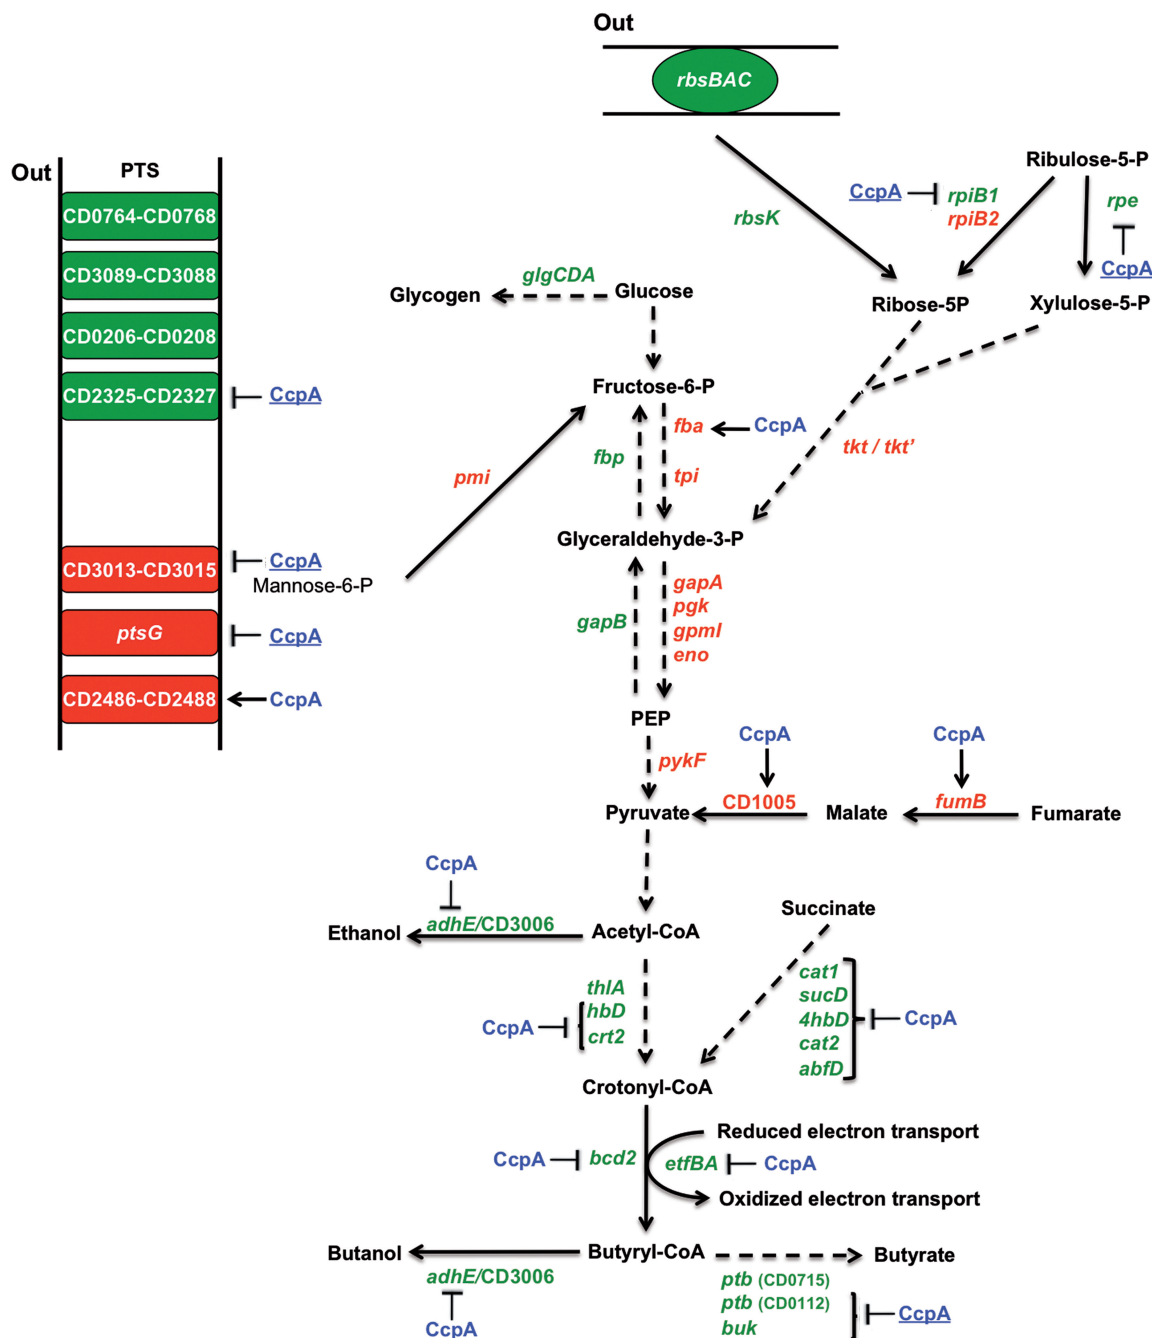 Out
rbsBAC
Out
PTS
CD0764-CD0768
CD3089-CD3088
CD0206-CD0208
CD2325-CD2327
CcpA
CD3013-CD3015
CcpA
Mannose-6-P
ptsG
CcpA
CD2486-CD2488
CcpA
pmi
Ribulose-5-P
CcpA
rpiB1
rpiB2
rpe
CcpA
rbsK
Glycogen
glgCDA
Glucose
Ribose-5P
Xylulose-5-P
Fructose-6-P
fba
CcpA
fbp
tpi
tkt / tkt’
Glyceraldehyde-3-P
gapA
pgk
gapB
gpmI
eno
PEP
pykF
CcpA
CcpA
Pyruvate
CD1005
Malate
fumB
Fumarate
CcpA
Ethanol
adhE/CD3006
Acetyl-CoA
Succinate
thlA
hbD
crt2
CcpA
cat1
sucD
4hbD
cat2
abfD
CcpA
Crotonyl-CoA
Reduced electron transport
CcpA
bcd2
etfBA
CcpA
Oxidized electron transport
Butanol
Butyryl-CoA
Butyrate
adhE/CD3006
CcpA
ptb (CD0715)
ptb (CD0112)
buk
CcpA